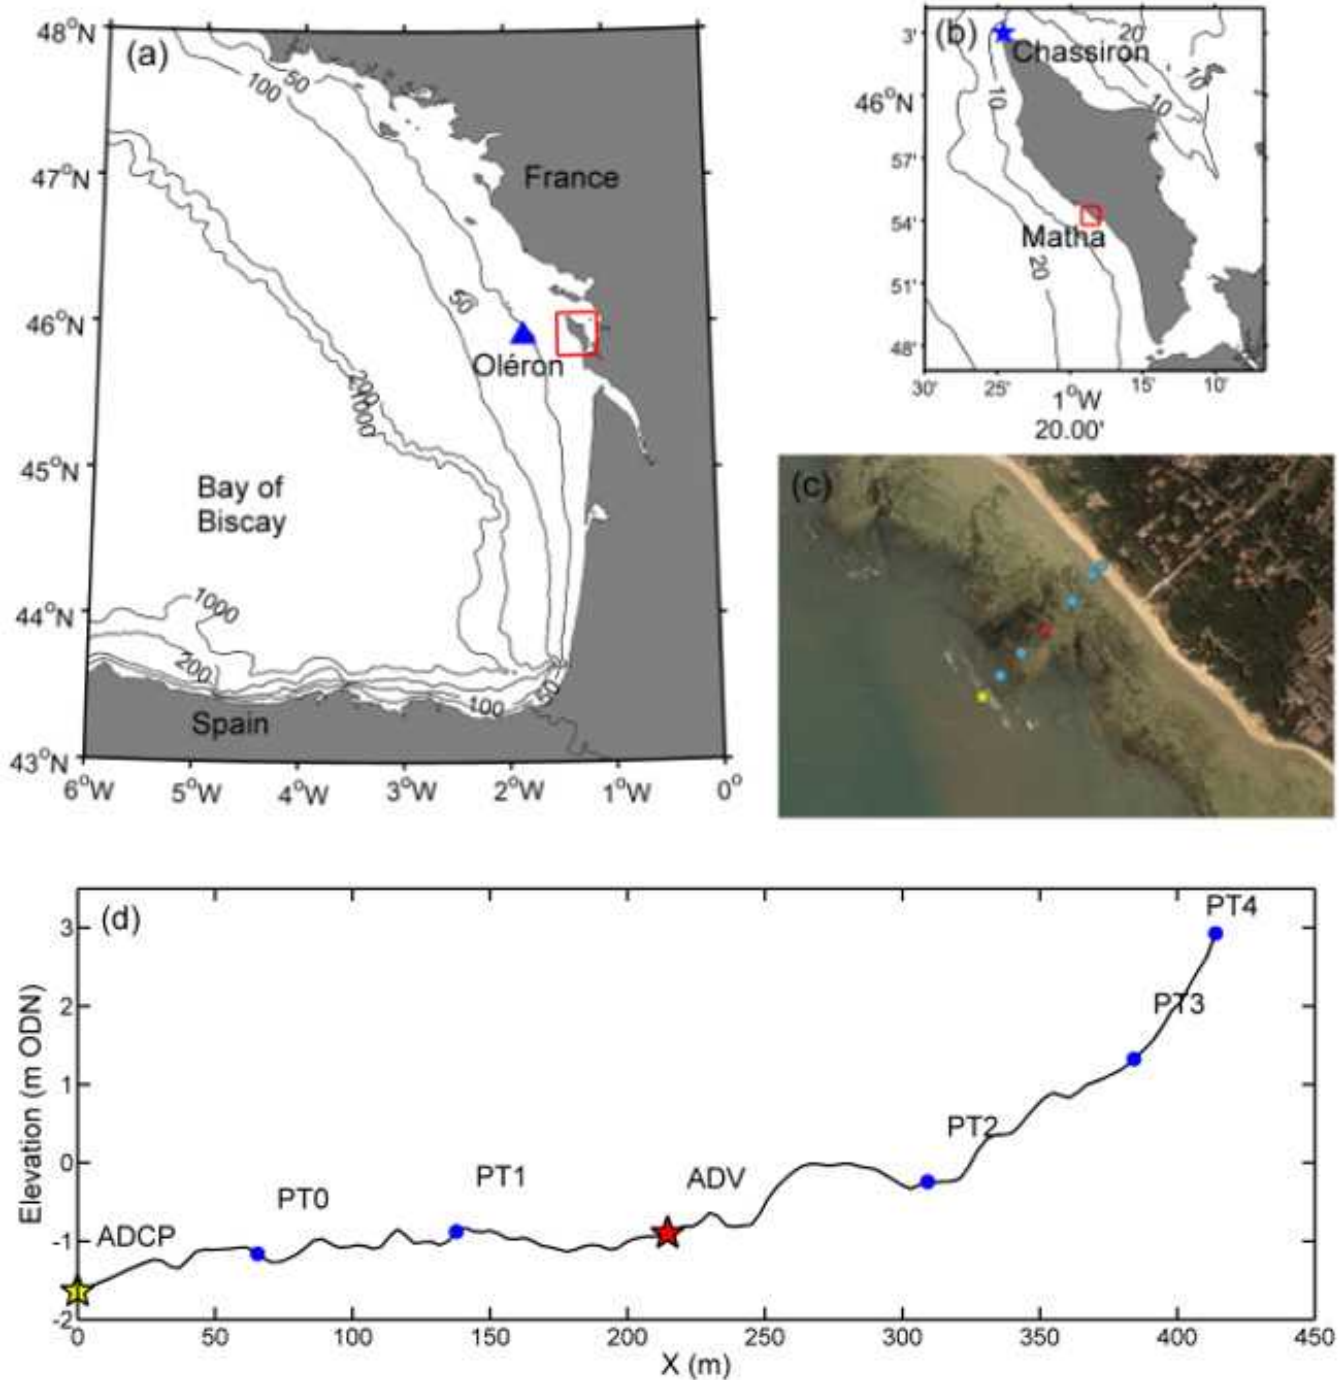 (a)
48°N
47°N
46°N
45°N
44°N
43°N
6°W
5°W
4°W
3°W
2°W
1°W
0°
100
50
50
200
1000
1000
200
100
50
France
Oléron
Bay of
Biscay
Spain
(b)
3'
46°N
57'
54'
51'
48'
30'
25'
1°W
20.00'
15'
10'
20
10
10
10
20
Chassiron
Matha
(c)
(d)
Elevation (m ODN)
3
2
1
0
-1
-2
ADCP
PT0
PT1
ADV
PT2
PT3
PT4
0
50
100
150
200
250
300
350
400
450
X (m)